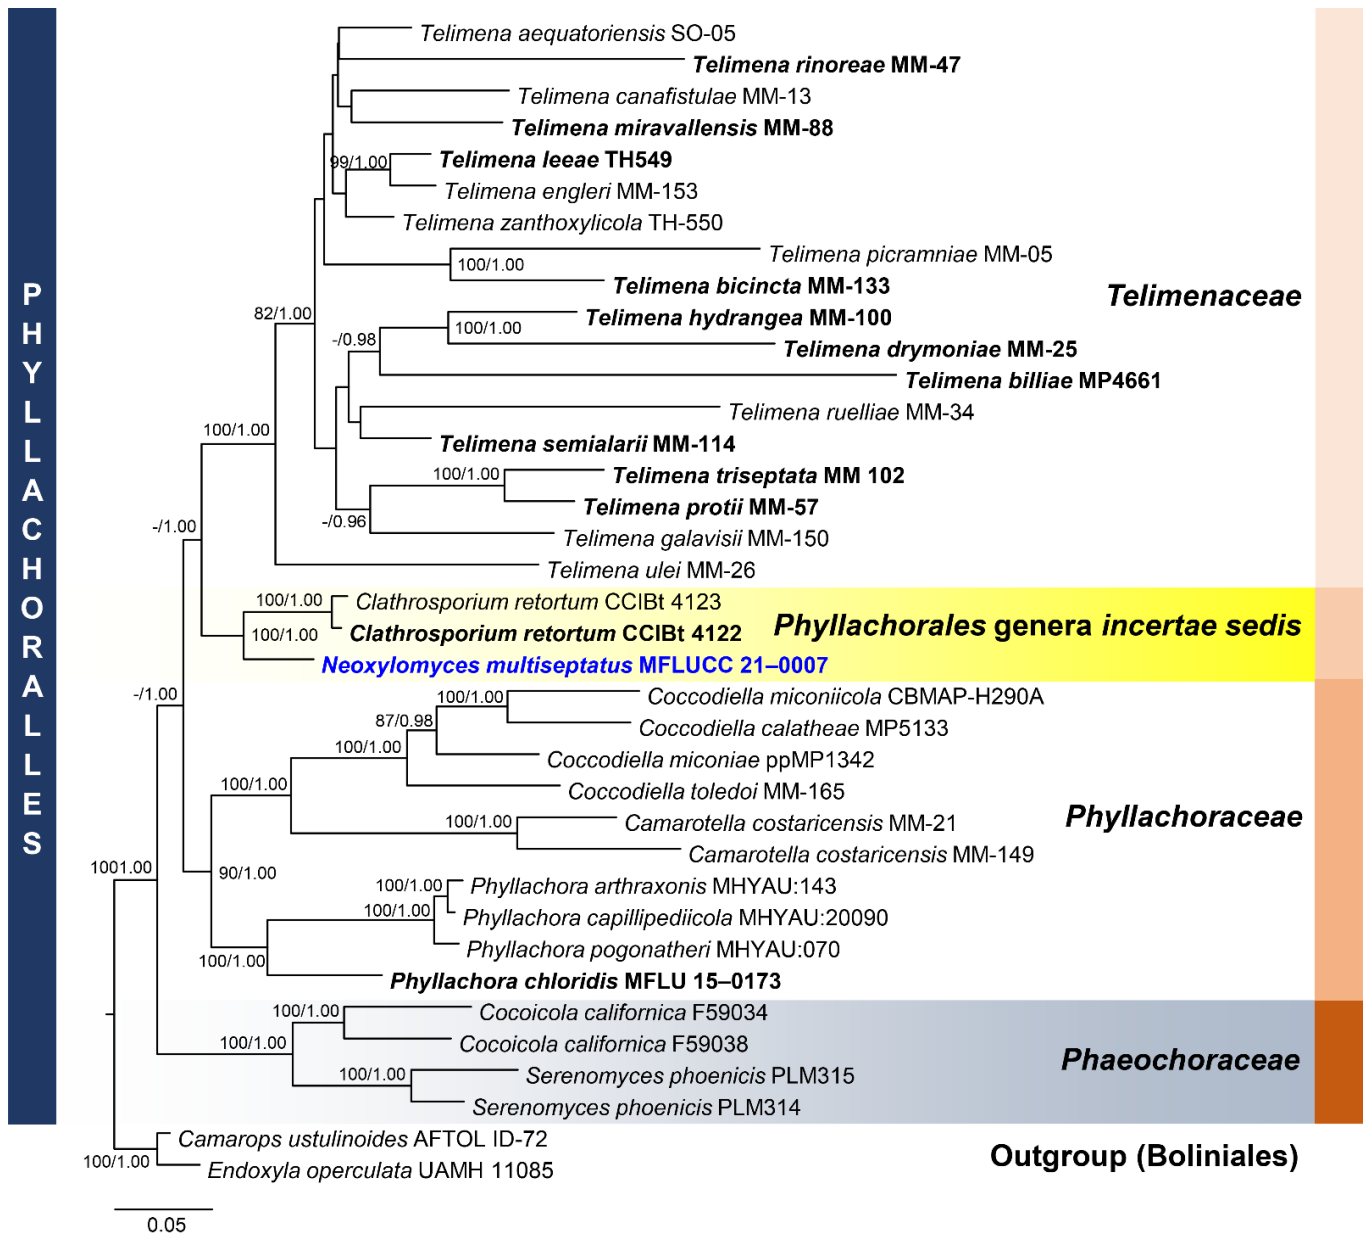 PHYLLACHORALLES
Telimena aequatoriensis SO-05
Telimena rinoreae MM-47
Telimena canafistulae MM-13
Telimena miravallensis MM-88
99/1.00
Telimena leeae TH549
Telimena engleri MM-153
Telimena zanthoxylicola TH-550
Telimena picramniae MM-05
100/1.00
Telimena bicincta MM-133
Telimenaceae
82/1.00
Telimena hydrangea MM-100
100/1.00
-/0.98
Telimena drymoniae MM-25
Telimena billiae MP4661
Telimena ruelliae MM-34
100/1.00
Telimena semialarii MM-114
100/1.00
Telimena triseptata MM 102
Telimena protii MM-57
-/0.96
-/1.00
Telimena galavisii MM-150
Telimena ulei MM-26
100/1.00
Clathrosporium retortum CCIBt 4123
100/1.00
Clathrosporium retortum CCIBt 4122
Phyllachorales genera incertae sedis
Neoxylomyces multiseptatus MFLUCC 21–0007
-/1.00
100/1.00
Coccodiella miconiicola CBMAP-H290A
87/0.98
Coccodiella calatheae MP5133
100/1.00
Coccodiella miconiae ppMP1342
100/1.00
Coccodiella toledoi MM-165
100/1.00
Camarotella costaricensis MM-21
Phyllachoraceae
Camarotella costaricensis MM-149
1001.00
90/1.00
100/1.00
Phyllachora arthraxonis MHYAU:143
100/1.00
Phyllachora capillipediicola MHYAU:20090
Phyllachora pogonatheri MHYAU:070
100/1.00
Phyllachora chloridis MFLU 15–0173
100/1.00
Cocoicola californica F59034
100/1.00
Cocoicola californica F59038
Phaeochoraceae
100/1.00
Serenomyces phoenicis PLM315
Serenomyces phoenicis PLM314
Camarops ustulinoides AFTOL ID-72
100/1.00
Outgroup (Boliniales)
Endoxyla operculata UAMH 11085
0.05